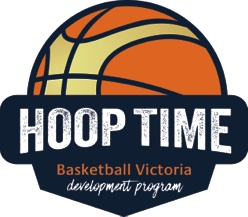 HOOP TIME
Basketball Victoria
development program